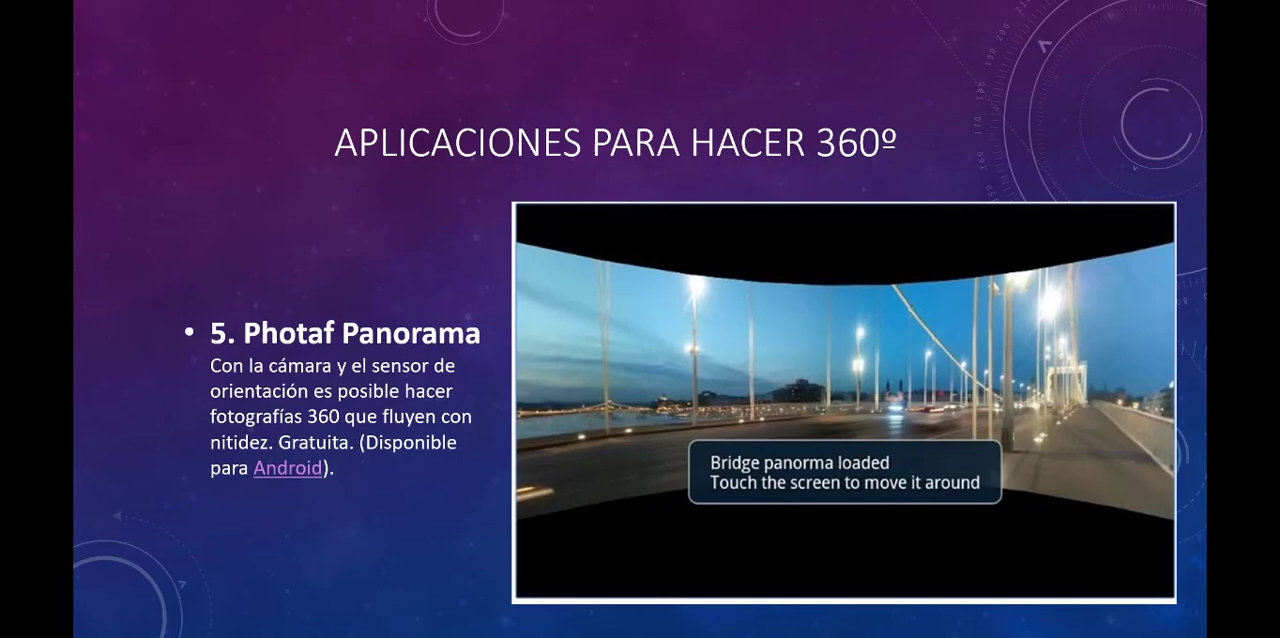 APLICACIONES PARA HACER 360º
• 5. Photaf Panorama
Con la cámara y el sensor de
orientación es posible hacer
fotografías 360 que fluyen con
nitidez. Gratuita. (Disponible
para Android).
Bridge panorma loaded
Touch the screen to move it around